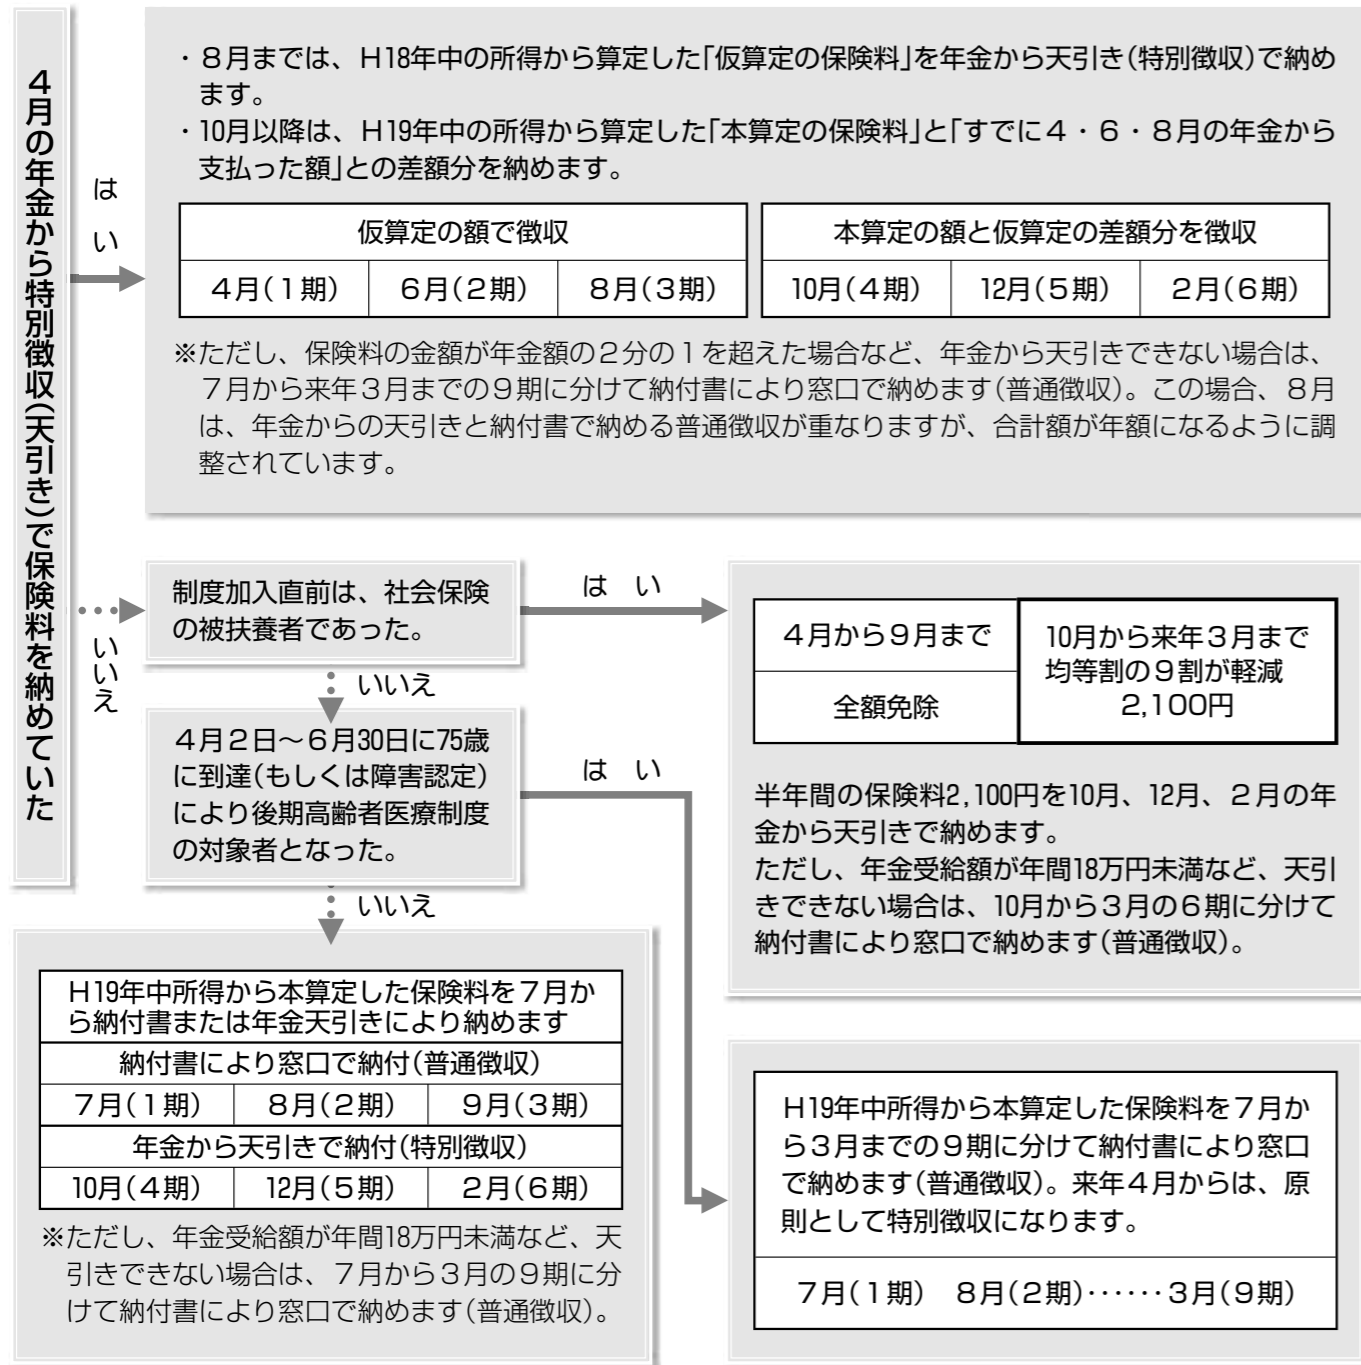 ４月の年金から特別徴収（天引き）で保険料を納めていた
はい
・８月までは、Ｈ18年中の所得から算定した「仮算定の保険料」を年金から天引き（特別徴収）で納め
ます。
・10月以降は、Ｈ19年中の所得から算定した「本算定の保険料」と「すでに４・６・８月の年金から
支払った額」との差額分を納めます。
仮算定の額で徴収
４月（１期） ６月（２期） ８月（３期）
本算定の額と仮算定の差額分を徴収
10月（４期） 12月（５期） ２月（６期）
※ただし、保険料の金額が年金額の２分の１を超えた場合など、年金から天引きできない場合は、
７月から来年３月までの９期に分けて納付書により窓口で納めます（普通徴収）。この場合、８月
は、年金からの天引きと納付書で納める普通徴収が重なりますが、合計額が年額になるように調
整されています。
いいえ
制度加入直前は、社会保険
の被扶養者であった。
はい
４月から９月まで
全額免除
10月から来年３月まで
均等割の９割が軽減
2,100円
半年間の保険料2,100円を10月、12月、２月の年
金から天引きで納めます。
ただし、年金受給額が年間18万円未満など、天引
きできない場合は、10月から３月の６期に分けて
納付書により窓口で納めます（普通徴収）。
いいえ
４月２日～６月30日に75歳
に到達（もしくは障害認定）
により後期高齢者医療制度
の対象者となった。
はい
Ｈ19年中所得から本算定した保険料を７月か
ら３月までの９期に分けて納付書により窓口
で納めます（普通徴収）。来年４月からは、原
則として特別徴収になります。
７月（１期） ８月（２期）‥‥‥３月（９期）
いいえ
Ｈ19年中所得から本算定した保険料を７月か
ら納付書または年金天引きにより納めます
納付書により窓口で納付（普通徴収）
７月（１期） ８月（２期） ９月（３期）
年金から天引きで納付（特別徴収）
10月（４期） 12月（５期） ２月（６期）
※ただし、年金受給額が年間18万円未満など、天
引きできない場合は、７月から３月の９期に分
けて納付書により窓口で納めます（普通徴収）。